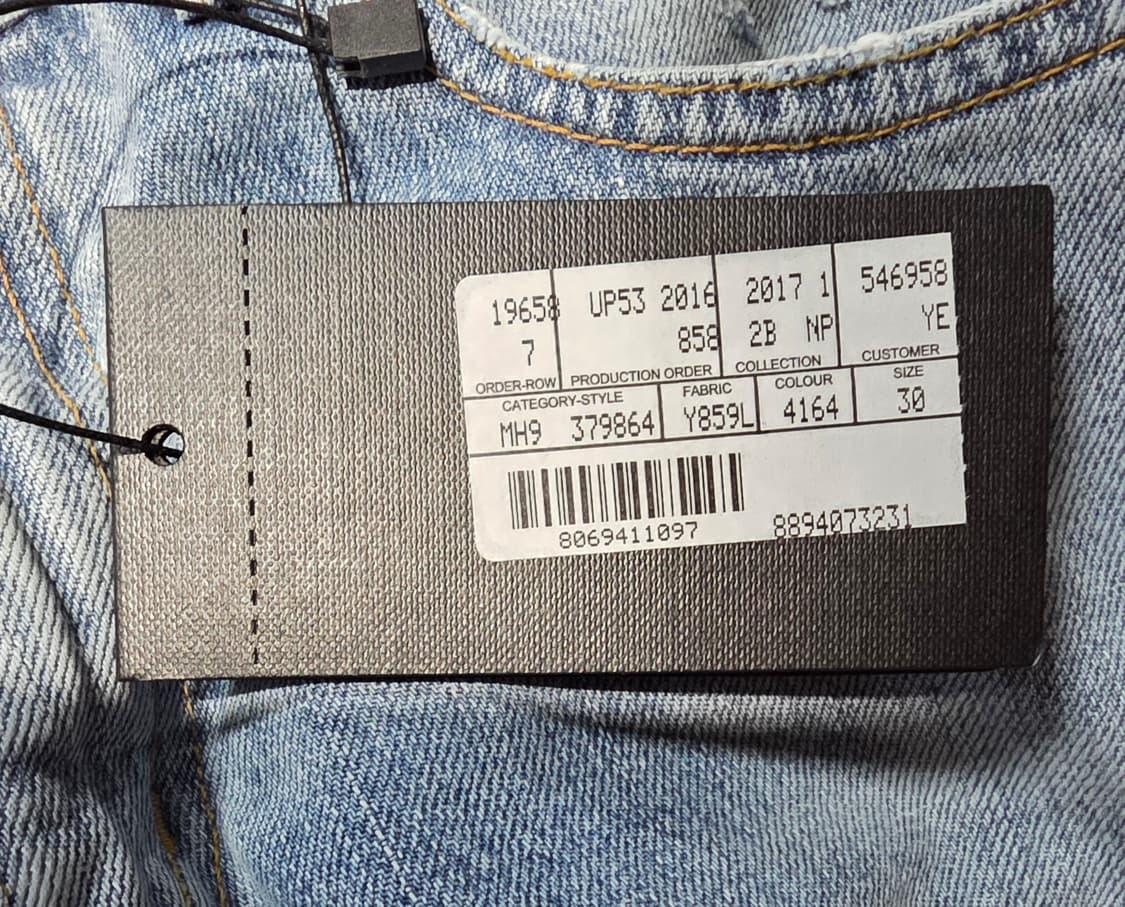 19658 UP53 2016 2017 1 546958
7 858 2B NP YE
ORDER-ROW PRODUCTION ORDER COLLECTION CUSTOMER
CATEGORY-STYLE FABRIC COLOUR SIZE
MH9 379864 Y859L 4164 30
8069411097 8894073231